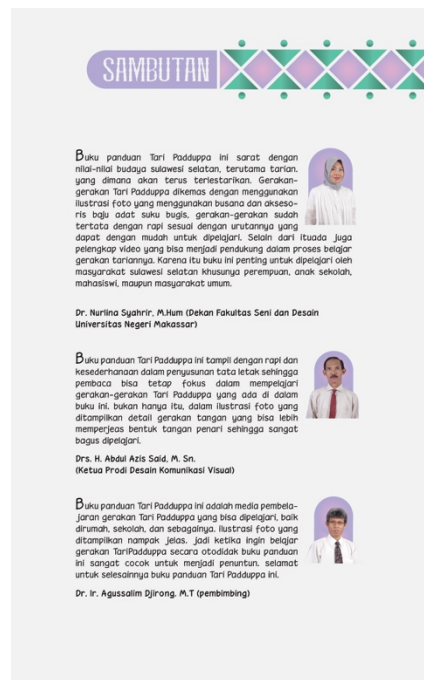 SAMBUTAN
Buku panduan Tari Padduppa ini sarat dengan
nilai-nilai budaya sulawesi selatan, terutama tarian.
yang dimana akan terus terlestarikan. Gerakan-
gerakan Tari Padduppa dikemas dengan menggunakan
ilustrasi foto yang menggunakan busana dan akseso-
ris baju adat suku bugis, gerakan-gerakan sudah
tertata dengan rapi sesuai dengan urutannya yang
dapat dengan mudah untuk dipelajari. Selain dari ituada juga
pelengkap video yang bisa menjadi pendukung dalam proses belajar
gerakan tariannya. Karena itu buku ini penting untuk dipelajari oleh
masyarakat sulawesi selatan khusunya perempuan, anak sekolah,
mahasiswi, maupun masyarakat umum.
Dr. Nurlina Syahrir, M.Hum (Dekan Fakultas Seni dan Desain
Universitas Negeri Makassar)
Buku panduan Tari Padduppa ini tampil dengan rapi dan
kesederhanaan dalam penyusunan tata letak sehingga
pembaca bisa tetap fokus dalam mempelajari
gerakan-gerakan Tari Padduppa yang ada di dalam
buku ini. bukan hanya itu, dalam ilustrasi foto yang
ditampilkan detail gerakan tangan yang bisa lebih
memperjeas bentuk tangan penari sehingga sangat
bagus dipelajari.
Drs. H. Abdul Azis Said, M. Sn.
(Ketua Prodi Desain Komunikasi Visual)
Buku panduan Tari Padduppa ini adalah media pembela-
jaran gerakan Tari Padduppa yang bisa dipelajari, baik
dirumah, sekolah, dan sebagainya. ilustrasi foto yang
ditampilkan nampak jelas, jadi ketika ingin belajar
gerakan TariPadduppa secara otodidak buku panduan
ini sangat cocok untuk menjadi penuntun. selamat
untuk selesainnya buku panduan Tari Padduppa ini.
Dr. Ir. Agussalim Djirong, M.T (pembimbing)